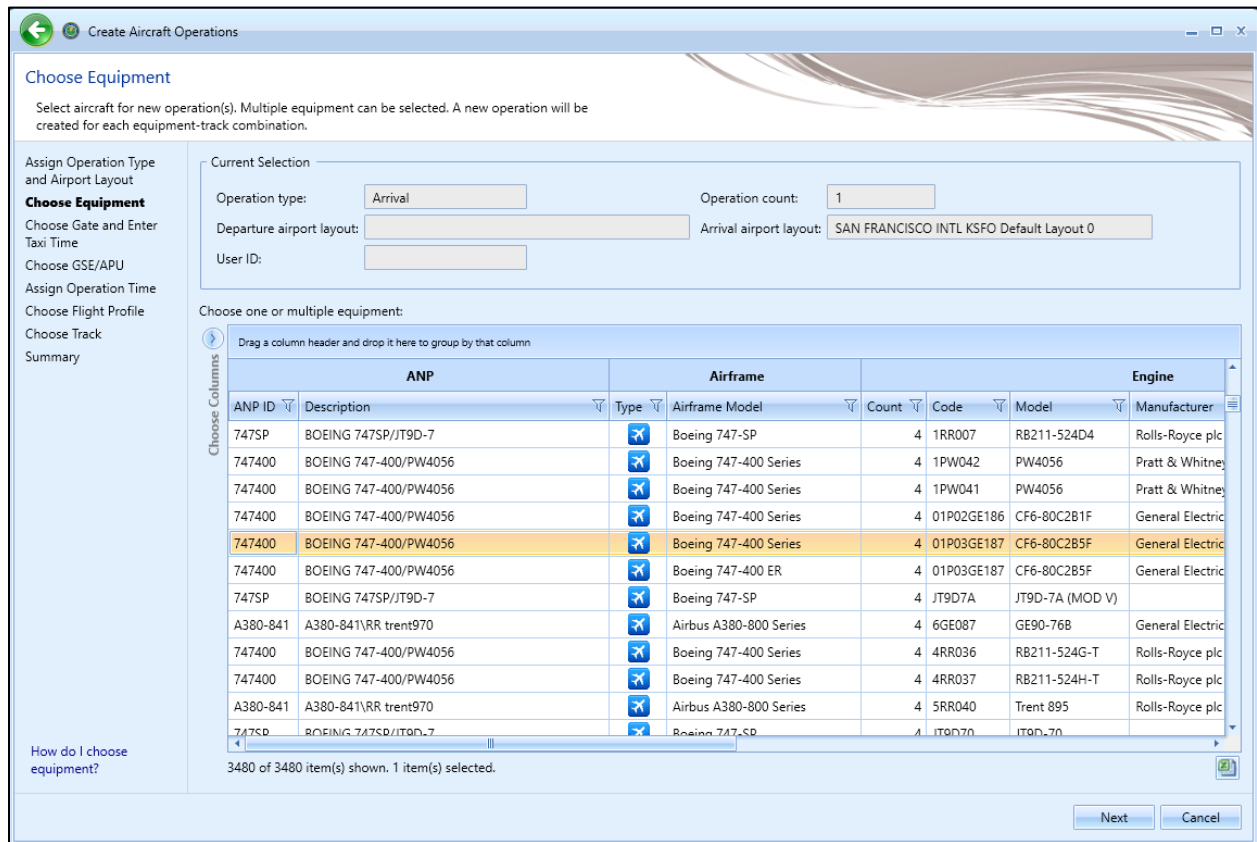 Create Aircraft Operations
Choose Equipment
Select aircraft for new operation(s). Multiple equipment can be selected. A new operation will be
created for each equipment-track combination.
Assign Operation Type
and Airport Layout
Choose Equipment
Choose Gate and Enter
Taxi Time
Choose GSE/APU
Assign Operation Time
Choose Flight Profile
Choose Track
Summary
How do I choose
equipment?
Current Selection
Operation type: Arrival Operation count: 1
Departure airport layout: Arrival airport layout: SAN FRANCISCO INTL KSFO Default Layout 0
User ID:
Choose one or multiple equipment:
Choose Columns
Drag a column header and drop it here to group by that column
ANP Airframe Engine
ANP ID Description Type Airframe Model Count Code Model Manufacturer
747SP BOEING 747SP/JT9D-7 Boeing 747-SP 4 1RR007 RB211-524D4 Rolls-Royce plc
747400 BOEING 747-400/PW4056 Boeing 747-400 Series 4 1PW042 PW4056 Pratt & Whitney
747400 BOEING 747-400/PW4056 Boeing 747-400 Series 4 1PW041 PW4056 Pratt & Whitney
747400 BOEING 747-400/PW4056 Boeing 747-400 Series 4 01P02GE186 CF6-80C2B1F General Electric
747400 BOEING 747-400/PW4056 Boeing 747-400 Series 4 01P03GE187 CF6-80C2B5F General Electric
747400 BOEING 747-400/PW4056 Boeing 747-400 ER 4 01P03GE187 CF6-80C2B5F General Electric
747SP BOEING 747SP/JT9D-7 Boeing 747-SP 4 JT9D7A JT9D-7A (MOD V)
A380-841 A380-841\RR trent970 Airbus A380-800 Series 4 6GE087 GE90-76B General Electric
747400 BOEING 747-400/PW4056 Boeing 747-400 Series 4 4RR036 RB211-524G-T Rolls-Royce plc
747400 BOEING 747-400/PW4056 Boeing 747-400 Series 4 4RR037 RB211-524H-T Rolls-Royce plc
A380-841 A380-841\RR trent970 Airbus A380-800 Series 4 5RR040 Trent 895 Rolls-Royce plc
747SP BOEING 747SP/JT9D-7 Boeing 747-SP 4 JT9D70 JT9D-70
3480 of 3480 item(s) shown. 1 item(s) selected.
Next Cancel